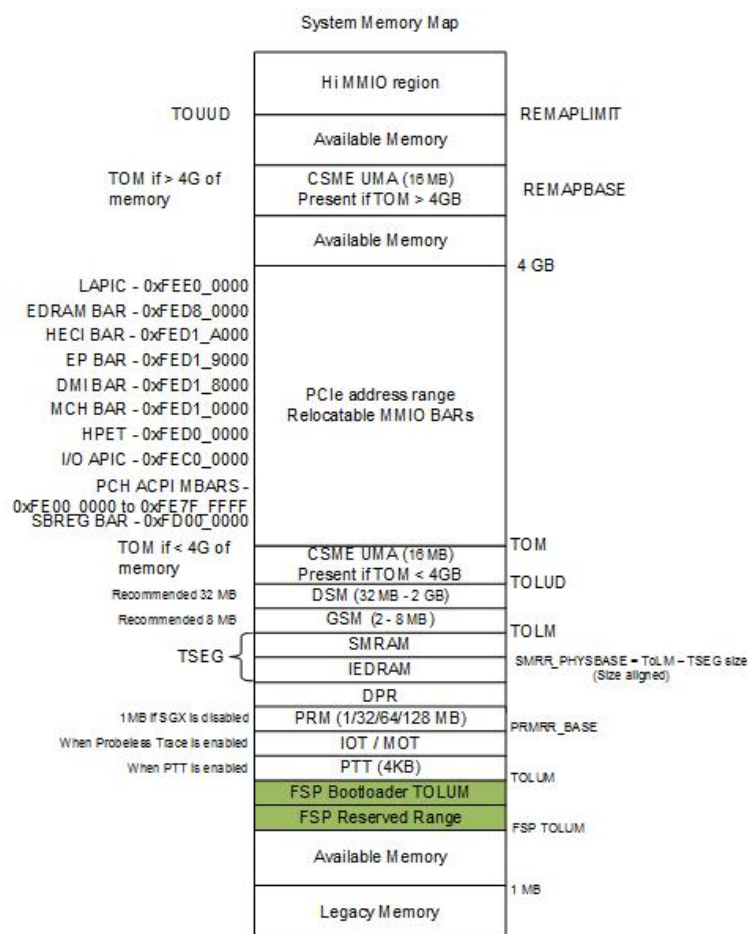 System Memory Map
Hi MMIO region
TOUUD
REMAPLIMIT
Available Memory
TOM if > 4G of
memory
CSME UMA (16 MB)
Present if TOM > 4GB
REMAPBASE
Available Memory
4 GB
LAPIC - 0xFEE0_0000
EDRAM BAR - 0xFED8_0000
HECI BAR - 0xFED1_A000
EP BAR - 0xFED1_9000
DMI BAR - 0xFED1_8000
MCH BAR - 0xFED1_0000
HPET - 0xFED0_0000
I/O APIC - 0xFEC0_0000
PCH ACPI MBARS -
0xFE00_0000 to 0xFE7F_FFFF
SBREG BAR - 0xFD00_0000
PCIe address range
Relocatable MMIO BARs
TOM
TOM if < 4G of
memory
CSME UMA (16 MB)
Present if TOM < 4GB
TOLUD
Recommended 32 MB
DSM (32 MB - 2 GB)
Recommended 8 MB
GSM (2 - 8 MB)
TOLM
TSEG
SMRAM
IEDRAM
SMRR_PHYSBASE = ToLM – TSEG size
(Size aligned)
DPR
1MB if SGX is disabled
PRM (1/32/64/128 MB)
PRMRR_BASE
When Probeless Trace is enabled
IOT / MOT
When PTT is enabled
PTT (4KB)
TOLUM
FSP Bootloader TOLUM
FSP Reserved Range
FSP TOLUM
Available Memory
1 MB
Legacy Memory